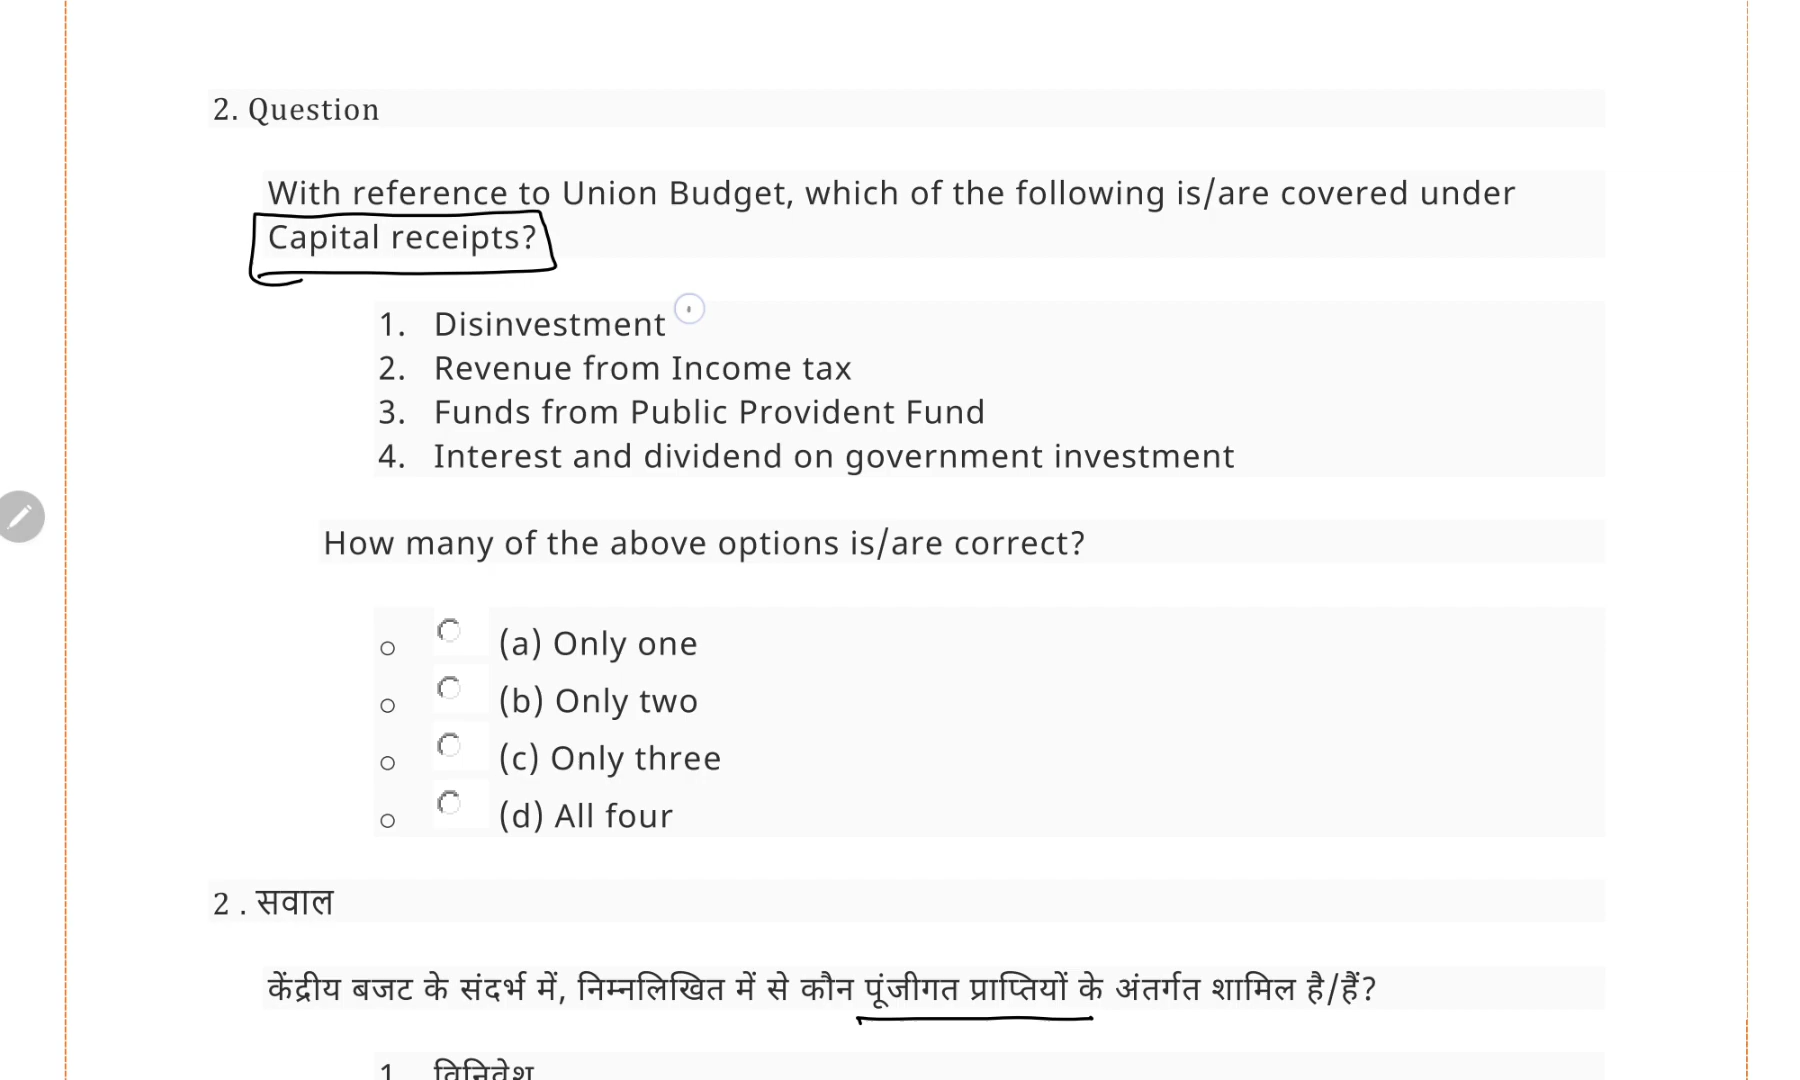 2. Question
With reference to Union Budget, which of the following is/are covered under
Capital receipts?
1. Disinvestment
2. Revenue from Income tax
3. Funds from Public Provident Fund
4. Interest and dividend on government investment
How many of the above options is/are correct?
(a) Only one
(b) Only two
(c) Only three
(d) All four
2 . सवाल
केंद्रीय बजट के संदर्भ में, निम्नलिखित में से कौन पूंजीगत प्राप्तियों के अंतर्गत शामिल है/हैं?
1. विनिवेश